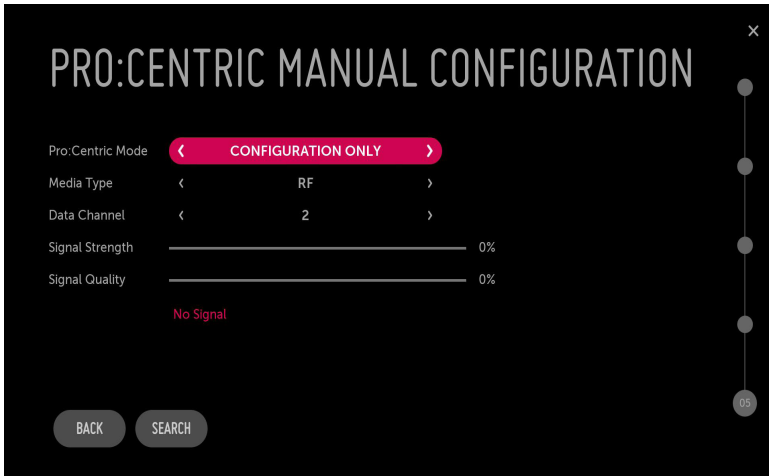 PRO:CENTRIC MANUAL CONFIGURATION
Pro:Centric Mode CONFIGURATION ONLY
Media Type RF
Data Channel 2
Signal Strength 0%
Signal Quality 0%
No Signal
05
BACK SEARCH